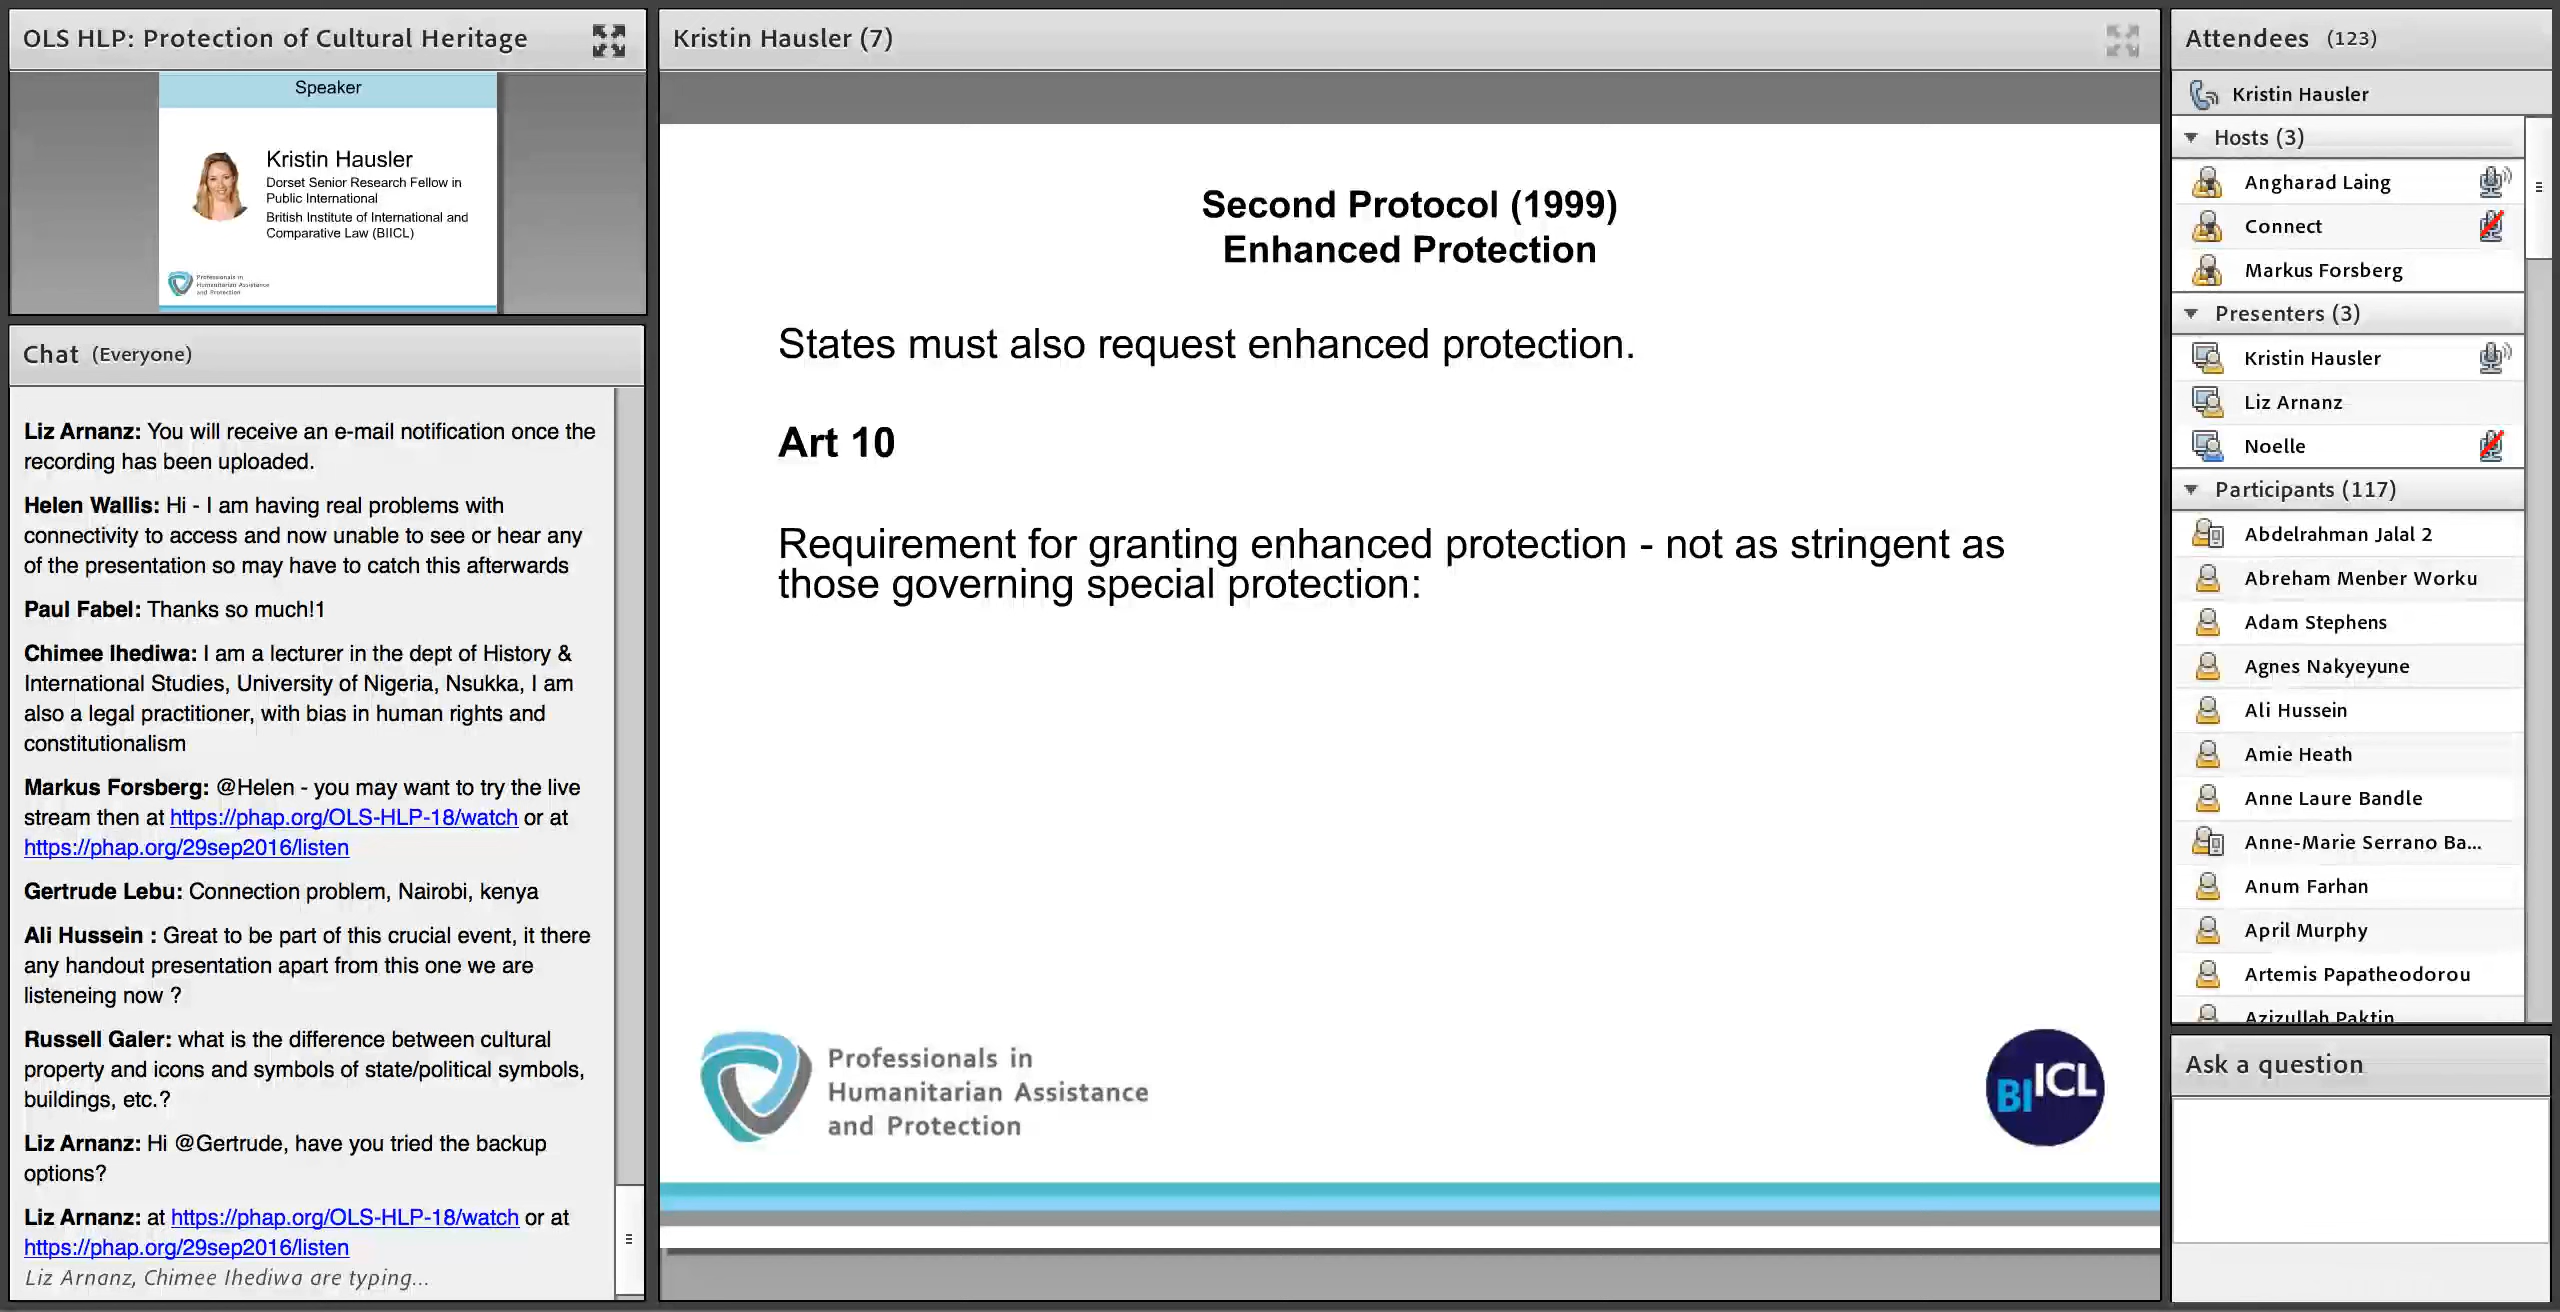 OLS HLP: Protection of Cultural Heritage
Speaker
Kristin Hausler
Dorset Senior Research Fellow in
Public International
British Institute of International and
Comparative Law (BIICL)
Professionals in
Humanitarian Assistance
and Protection
Chat (Everyone)
Liz Arnanz: You will receive an e-mail notification once the
recording has been uploaded.
Helen Wallis: Hi - I am having real problems with
connectivity to access and now unable to see or hear any
of the presentation so may have to catch this afterwards
Paul Fabel: Thanks so much!1
Chimee Ihediwa: I am a lecturer in the dept of History &
International Studies, University of Nigeria, Nsukka, I am
also a legal practitioner, with bias in human rights and
constitutionalism
Markus Forsberg: @Helen - you may want to try the live
stream then at https://phap.org/OLS-HLP-18/watch or at
https://phap.org/29sep2016/listen
Gertrude Lebu: Connection problem, Nairobi, kenya
Ali Hussein : Great to be part of this crucial event, it there
any handout presentation apart from this one we are
listeneing now ?
Russell Galer: what is the difference between cultural
property and icons and symbols of state/political symbols,
buildings, etc.?
Liz Arnanz: Hi @Gertrude, have you tried the backup
options?
Liz Arnanz: at https://phap.org/OLS-HLP-18/watch or at
https://phap.org/29sep2016/listen
Liz Arnanz, Chimee Ihediwa are typing...
Kristin Hausler (7)
Second Protocol (1999)
Enhanced Protection
States must also request enhanced protection.
Art 10
Requirement for granting enhanced protection - not as stringent as
those governing special protection:
Professionals in
Humanitarian Assistance
and Protection
BIICL
Attendees (123)
Kristin Hausler
Hosts (3)
Angharad Laing
Connect
Markus Forsberg
Presenters (3)
Kristin Hausler
Liz Arnanz
Noelle
Participants (117)
Abdelrahman Jalal 2
Abreham Menber Worku
Adam Stephens
Agnes Nakyeyune
Ali Hussein
Amie Heath
Anne Laure Bandle
Anne-Marie Serrano Ba...
Anum Farhan
April Murphy
Artemis Papatheodorou
Azizullah Paktin
Ask a question